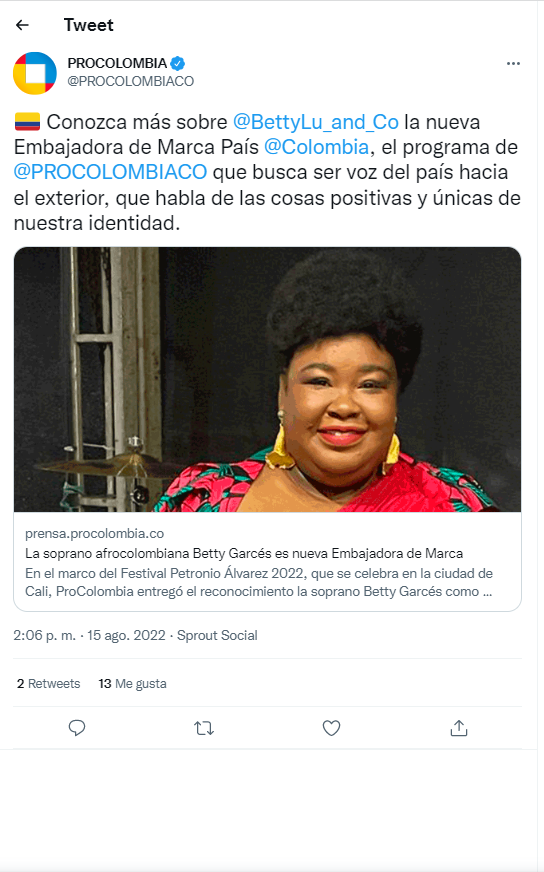 Tweet
PROCOLOMBIA
@PROCOLOMBIACO
Conozca más sobre @BettyLu_and_Co la nueva
Embajadora de Marca País @Colombia, el programa de
@PROCOLOMBIACO que busca ser voz del país hacia
el exterior, que habla de las cosas positivas y únicas de
nuestra identidad.
prensa.procolombia.co
La soprano afrocolombiana Betty Garcés es nueva Embajadora de Marca
En el marco del Festival Petronio Álvarez 2022, que se celebra en la ciudad de
Cali, ProColombia entregó el reconocimiento la soprano Betty Garcés como ...
2:06 p. m. · 15 ago. 2022 · Sprout Social
2 Retweets 13 Me gusta